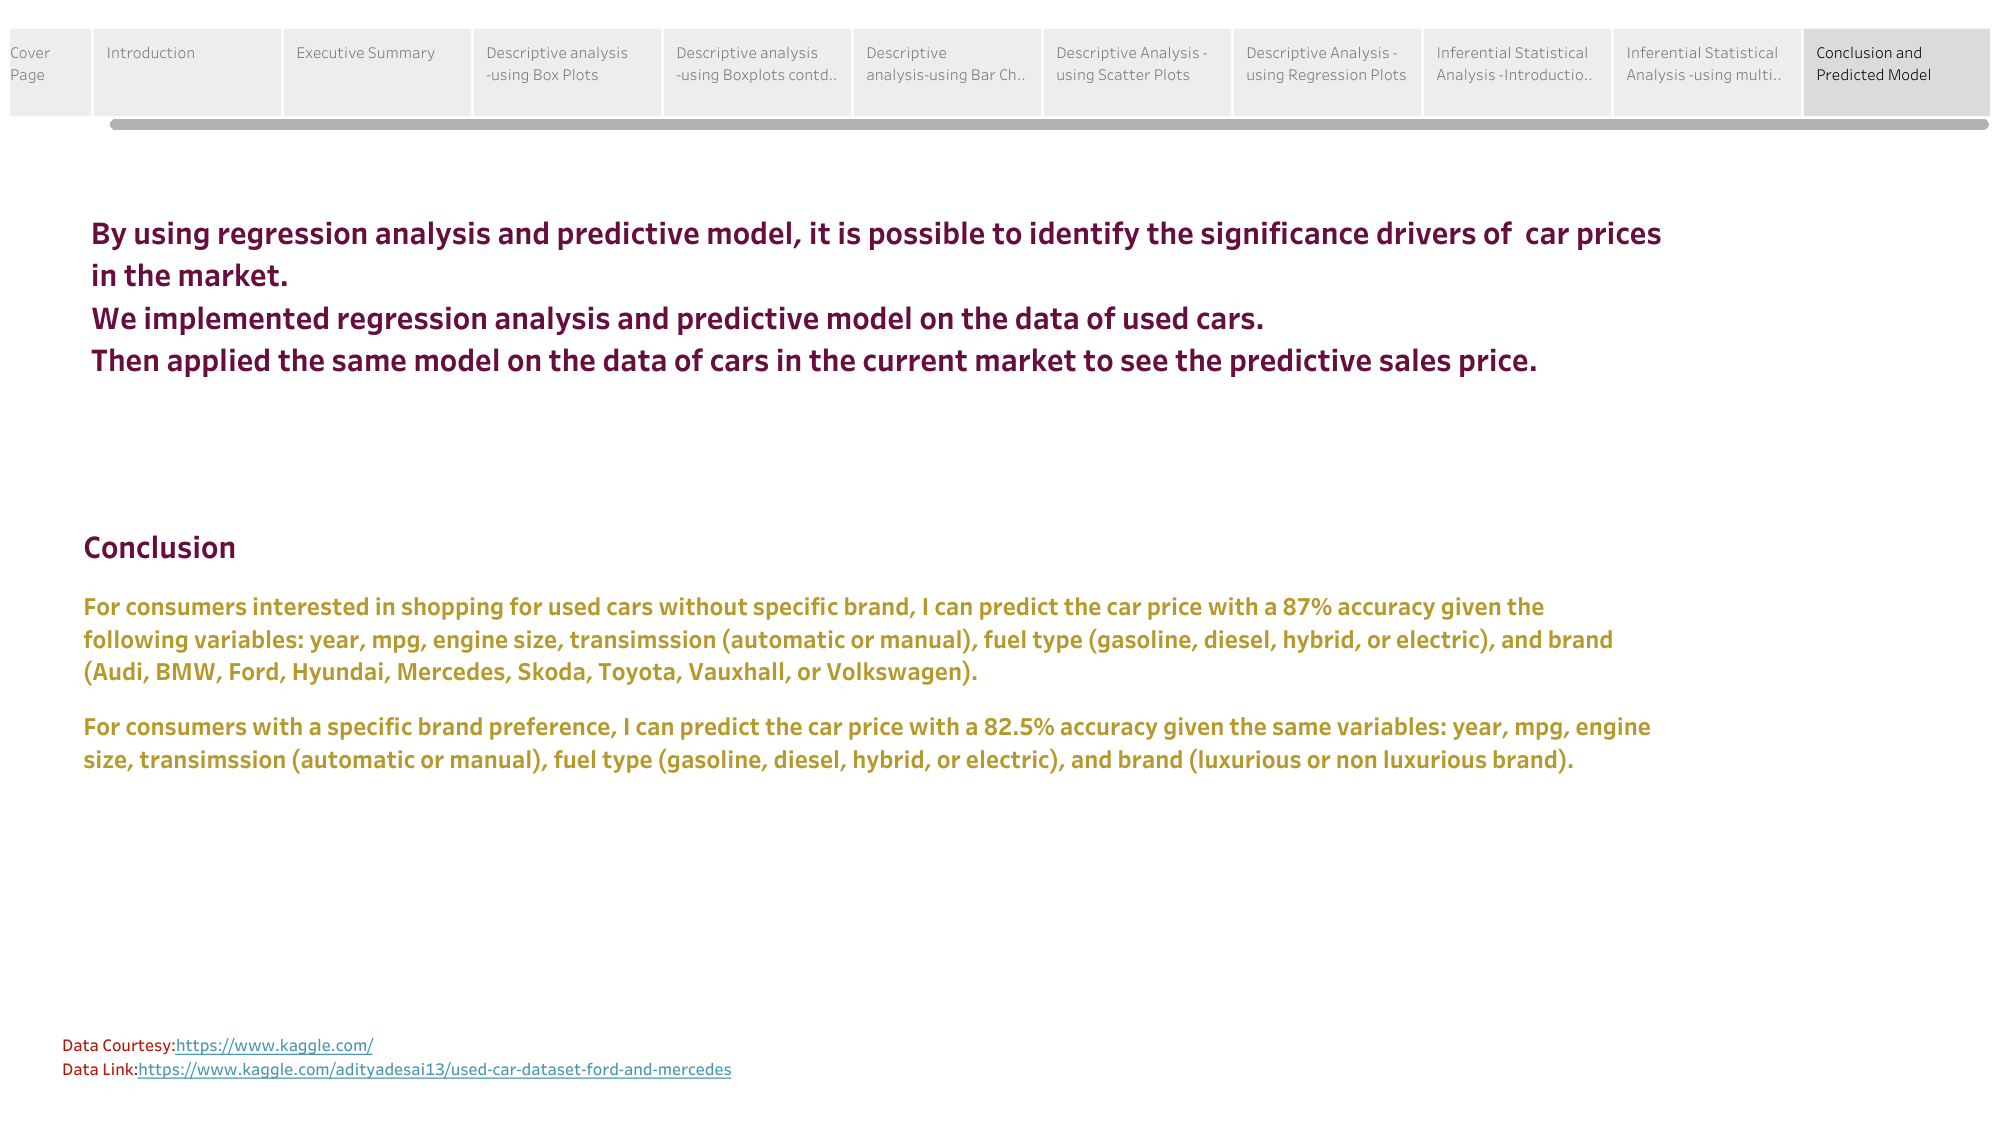 Cover
Page
Introduction
Executive Summary
Descriptive analysis
-using Box Plots
Descriptive analysis
-using Boxplots contd..
Descriptive
analysis-using Bar Ch..
Descriptive Analysis -
using Scatter Plots
Descriptive Analysis -
using Regression Plots
Inferential Statistical
Analysis -Introductio..
Inferential Statistical
Analysis -using multi..
Conclusion and
Predicted Model
By using regression analysis and predictive model, it is possible to identify the significance drivers of  car prices
in the market.
We implemented regression analysis and predictive model on the data of used cars.
Then applied the same model on the data of cars in the current market to see the predictive sales price.
Conclusion
For consumers interested in shopping for used cars without specific brand, I can predict the car price with a 87% accuracy given the
following variables: year, mpg, engine size, transimssion (automatic or manual), fuel type (gasoline, diesel, hybrid, or electric), and brand
(Audi, BMW, Ford, Hyundai, Mercedes, Skoda, Toyota, Vauxhall, or Volkswagen).
For consumers with a specific brand preference, I can predict the car price with a 82.5% accuracy given the same variables: year, mpg, engine
size, transimssion (automatic or manual), fuel type (gasoline, diesel, hybrid, or electric), and brand (luxurious or non luxurious brand).
Data Courtesy:https://www.kaggle.com/
Data Link:https://www.kaggle.com/adityadesai13/used-car-dataset-ford-and-mercedes